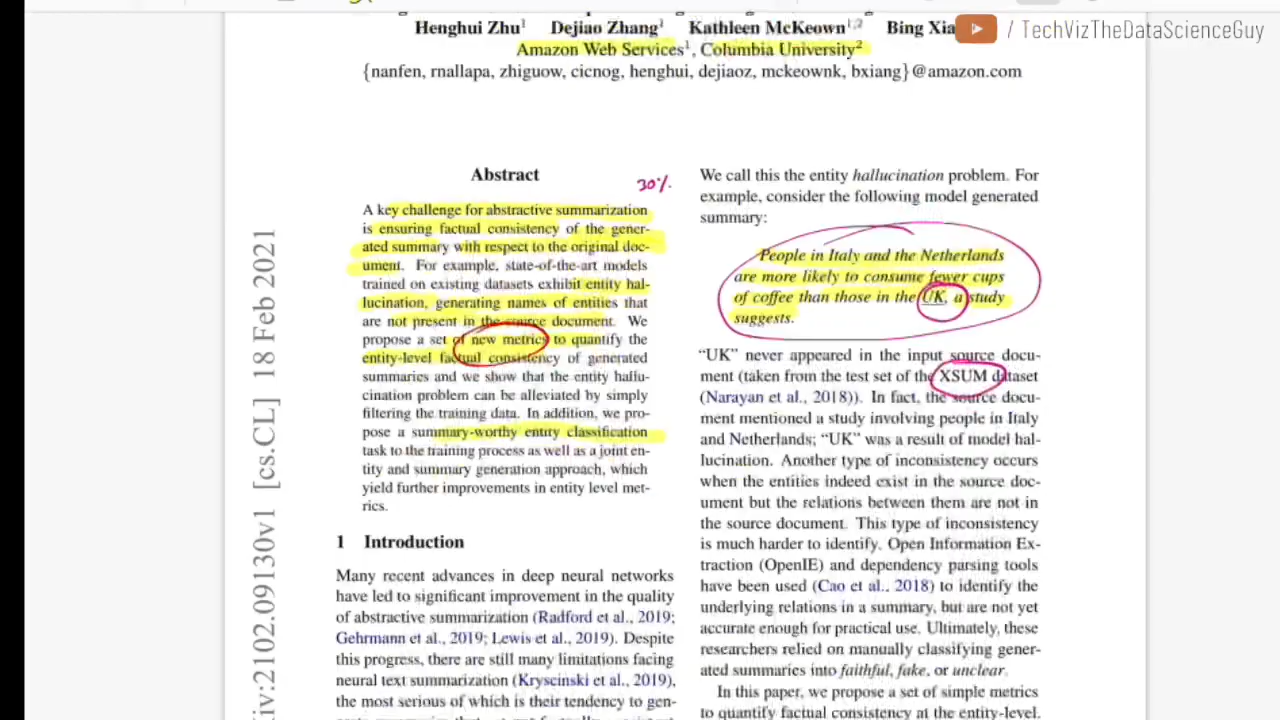 Henghui Zhu¹ Dejiao Zhang¹ Kathleen McKeown¹,² Bing Xia
/ TechVizTheDataScienceGuy
Amazon Web Services¹, Columbia University²
{nanfen, rnallapa, zhiguow, cicnog, henghui, dejiaoz, mckeownk, bxiang}@amazon.com
iv:2102.09130v1 [cs.CL] 18 Feb 2021
Abstract
30%
A key challenge for abstractive summarization
is ensuring factual consistency of the gener-
ated summary with respect to the original doc-
ument. For example, state-of-the-art models
trained on existing datasets exhibit entity hal-
lucination, generating names of entities that
are not present in the source document. We
propose a set of new metrics to quantify the
entity-level factual consistency of generated
summaries and we show that the entity hallu-
cination problem can be alleviated by simply
filtering the training data. In addition, we pro-
pose a summary-worthy entity classification
task to the training process as well as a joint en-
tity and summary generation approach, which
yield further improvements in entity level met-
rics.
1 Introduction
Many recent advances in deep neural networks
have led to significant improvement in the quality
of abstractive summarization (Radford et al., 2019;
Gehrmann et al., 2019; Lewis et al., 2019). Despite
this progress, there are still many limitations facing
neural text summarization (Kryscinski et al., 2019),
the most serious of which is their tendency to gen-
We call this the entity hallucination problem. For
example, consider the following model generated
summary:
People in Italy and the Netherlands
are more likely to consume fewer cups
of coffee than those in the UK, a study
suggests.
“UK” never appeared in the input source docu-
ment (taken from the test set of the XSUM dataset
(Narayan et al., 2018)). In fact, the source docu-
ment mentioned a study involving people in Italy
and Netherlands; “UK” was a result of model hal-
lucination. Another type of inconsistency occurs
when the entities indeed exist in the source doc-
ument but the relations between them are not in
the source document. This type of inconsistency
is much harder to identify. Open Information Ex-
traction (OpenIE) and dependency parsing tools
have been used (Cao et al., 2018) to identify the
underlying relations in a summary, but are not yet
accurate enough for practical use. Ultimately, these
researchers relied on manually classifying gener-
ated summaries into faithful, fake, or unclear.
In this paper, we propose a set of simple metrics
to quantify factual consistency at the entity-level.